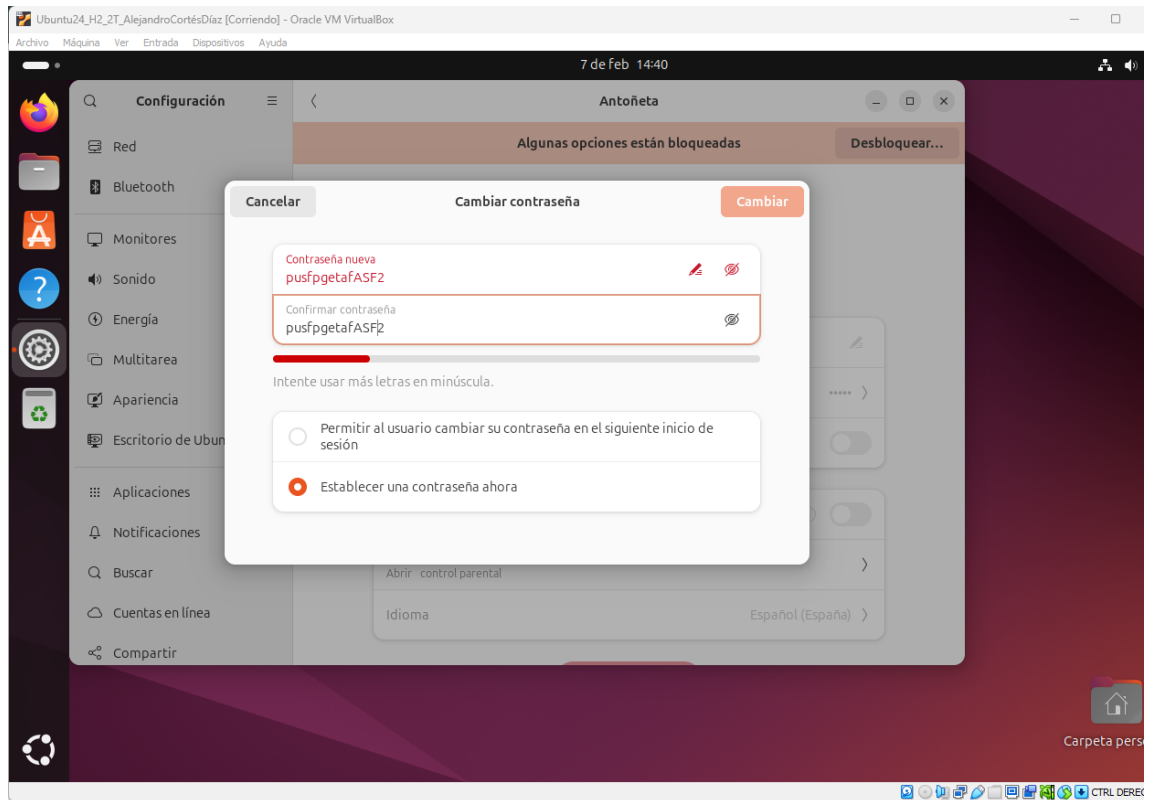 Ubuntu24_H2_2T_AlejandroCortésDíaz [Corriendo] - Oracle VM VirtualBox
Archivo Máquina Ver Entrada Dispositivos Ayuda
7 de feb 14:40
Configuración
Antoñeta
Algunas opciones están bloqueadas
Desbloquear...
Red
Bluetooth
Monitores
Sonido
Energía
Multitarea
Apariencia
Escritorio de Ubun
Aplicaciones
Notificaciones
Buscar
Cuentas en línea
Compartir
Cancelar
Cambiar contraseña
Cambiar
Contraseña nueva
pusfpgetafASF2
Confirmar contraseña
pusfpgetafASF2
Intente usar más letras en minúscula.
Permitir al usuario cambiar su contraseña en el siguiente inicio de
sesión
Establecer una contraseña ahora
Abrir control parental
Idioma
Español (España)
Carpeta pers
CTRL DEREC